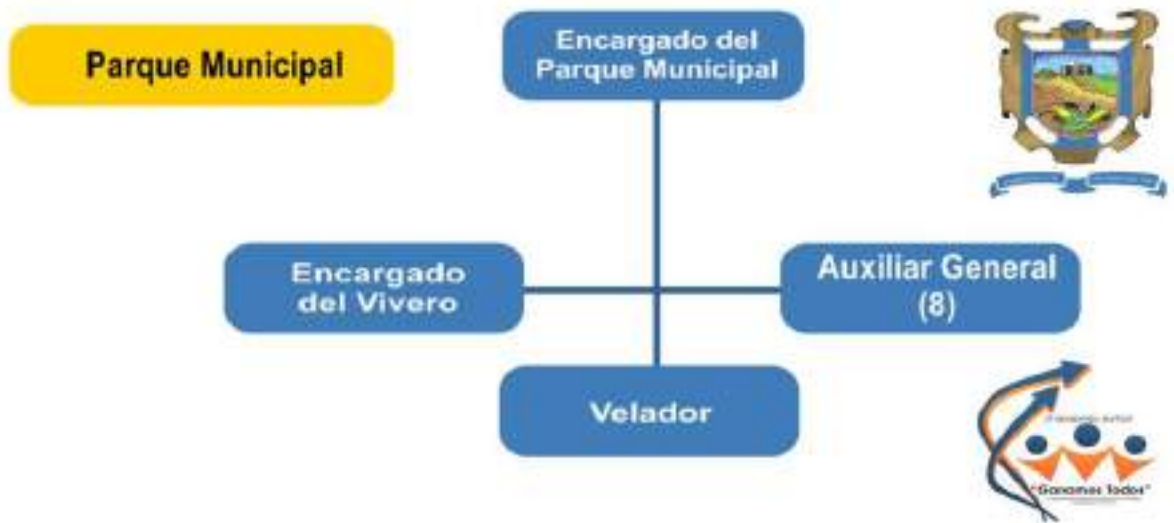 Parque Municipal
Encargado del
Parque Municipal
Encargado
del Vivero
Auxiliar General
(8)
Velador
"Ganamos Todos"